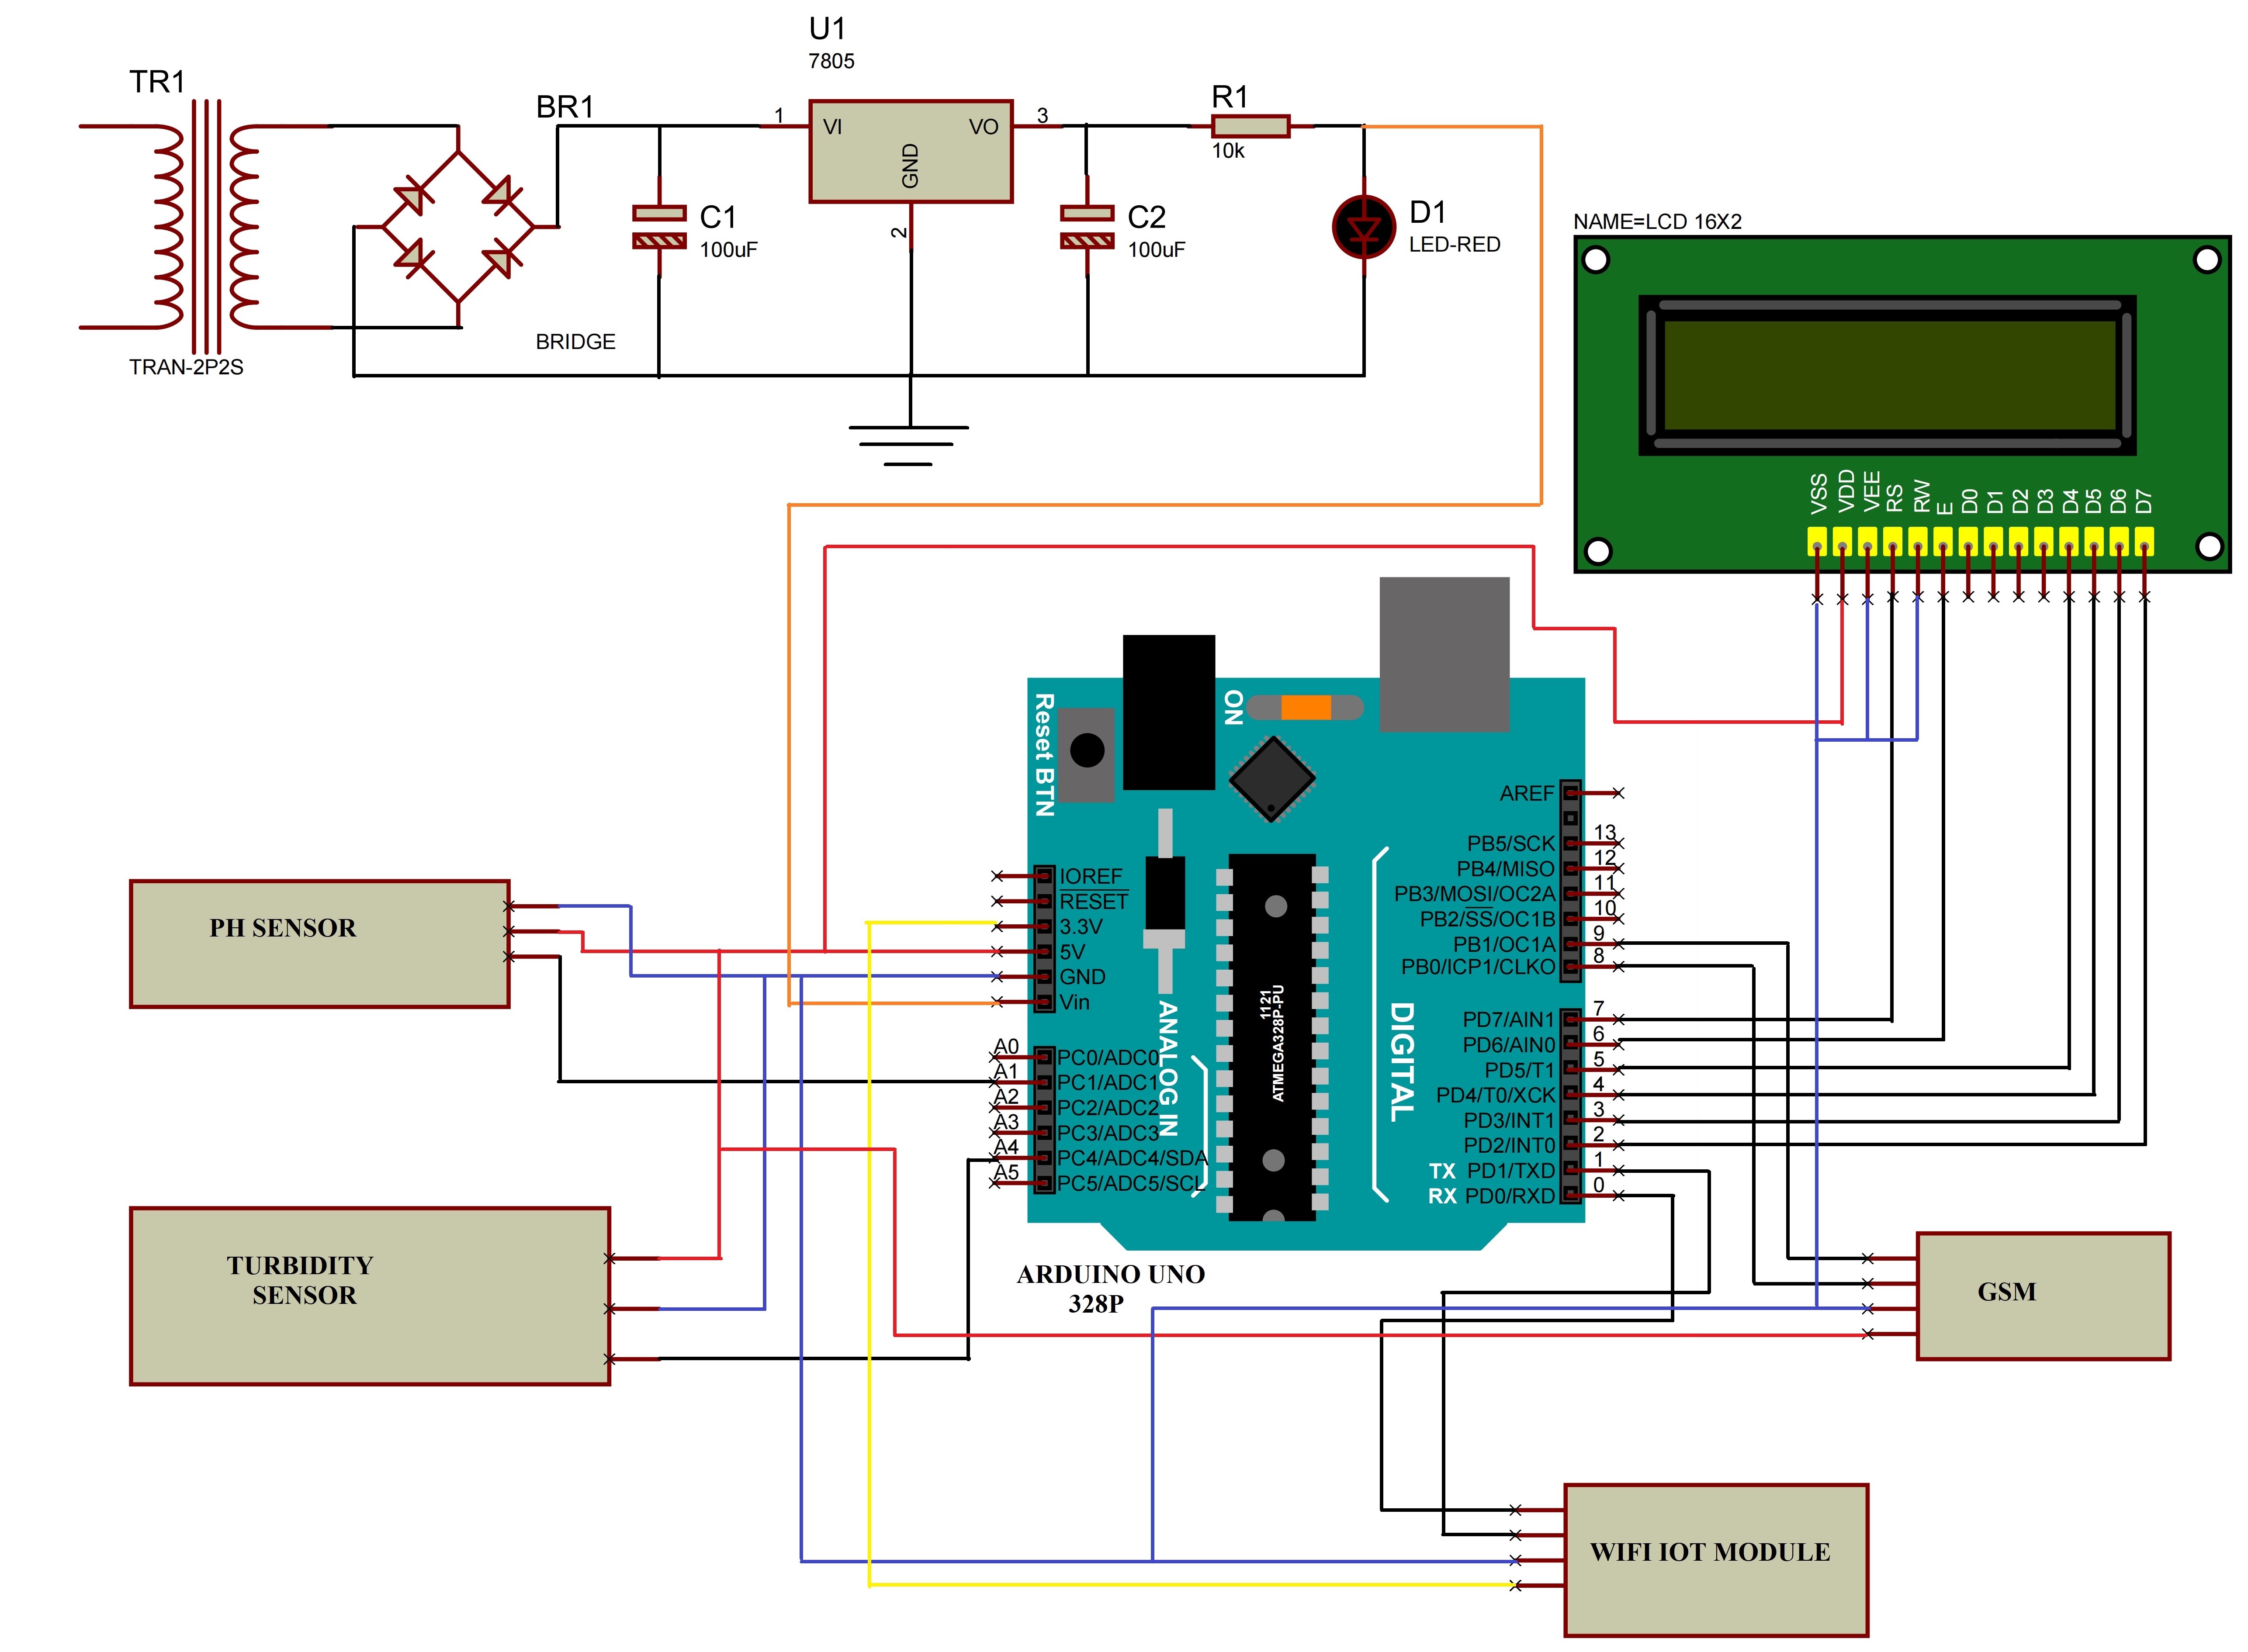 U1
7805
TR1
TRAN-2P2S
BR1
BRIDGE
1
VI
VO
3
GND
2
C1
100uF
R1
10k
C2
100uF
D1
LED-RED
NAME=LCD 16X2
VSS
VDD
VEE
RS
RW
E
D0
D1
D2
D3
D4
D5
D6
D7
Reset BTN
ON
IOREF
RESET
3.3V
5V
GND
Vin
A0
PC0/ADC0
A1
PC1/ADC1
A2
PC2/ADC2
A3
PC3/ADC3
A4
PC4/ADC4/SDA
A5
PC5/ADC5/SCL
ANALOG IN
1121
ATMEGA328P-PU
DIGITAL
AREF
13
PB5/SCK
12
PB4/MISO
11
PB3/MOSI/OC2A
10
PB2/SS/OC1B
9
PB1/OC1A
8
PB0/ICP1/CLKO
7
PD7/AIN1
6
PD6/AIN0
5
PD5/T1
4
PD4/T0/XCK
3
PD3/INT1
2
PD2/INT0
1
TX PD1/TXD
0
RX PD0/RXD
ARDUINO UNO
328P
PH SENSOR
TURBIDITY
SENSOR
GSM
WIFI IOT MODULE